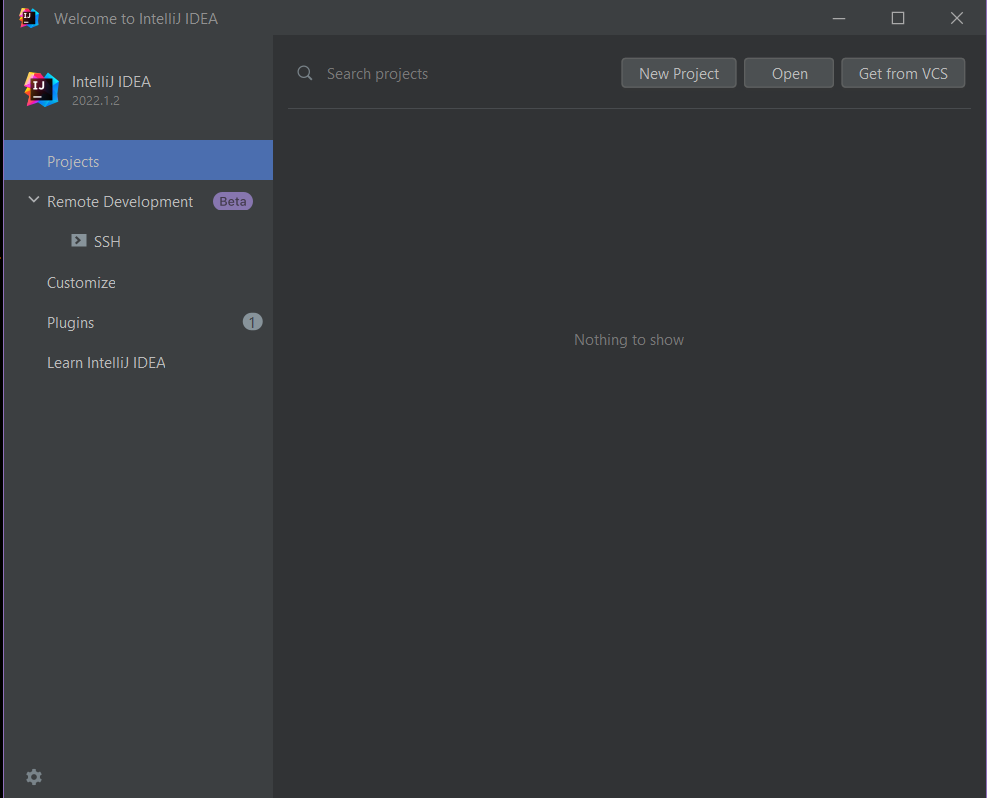 Welcome to IntelliJ IDEA
IJ
IntelliJ IDEA
2022.1.2
Projects
Remote Development Beta
SSH
Customize
Plugins 1
Learn IntelliJ IDEA
Search projects New Project Open Get from VCS
Nothing to show